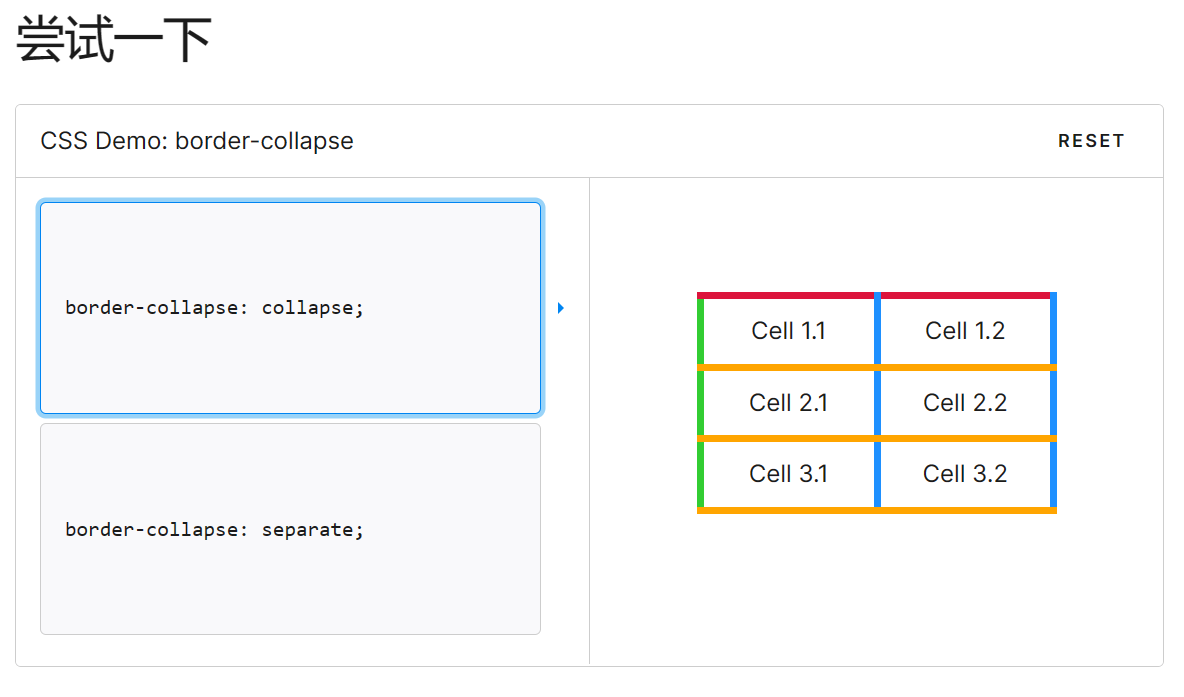 尝试一下
CSS Demo: border-collapse
RESET
border-collapse: collapse;
border-collapse: separate;
Cell 1.1 Cell 1.2
Cell 2.1 Cell 2.2
Cell 3.1 Cell 3.2